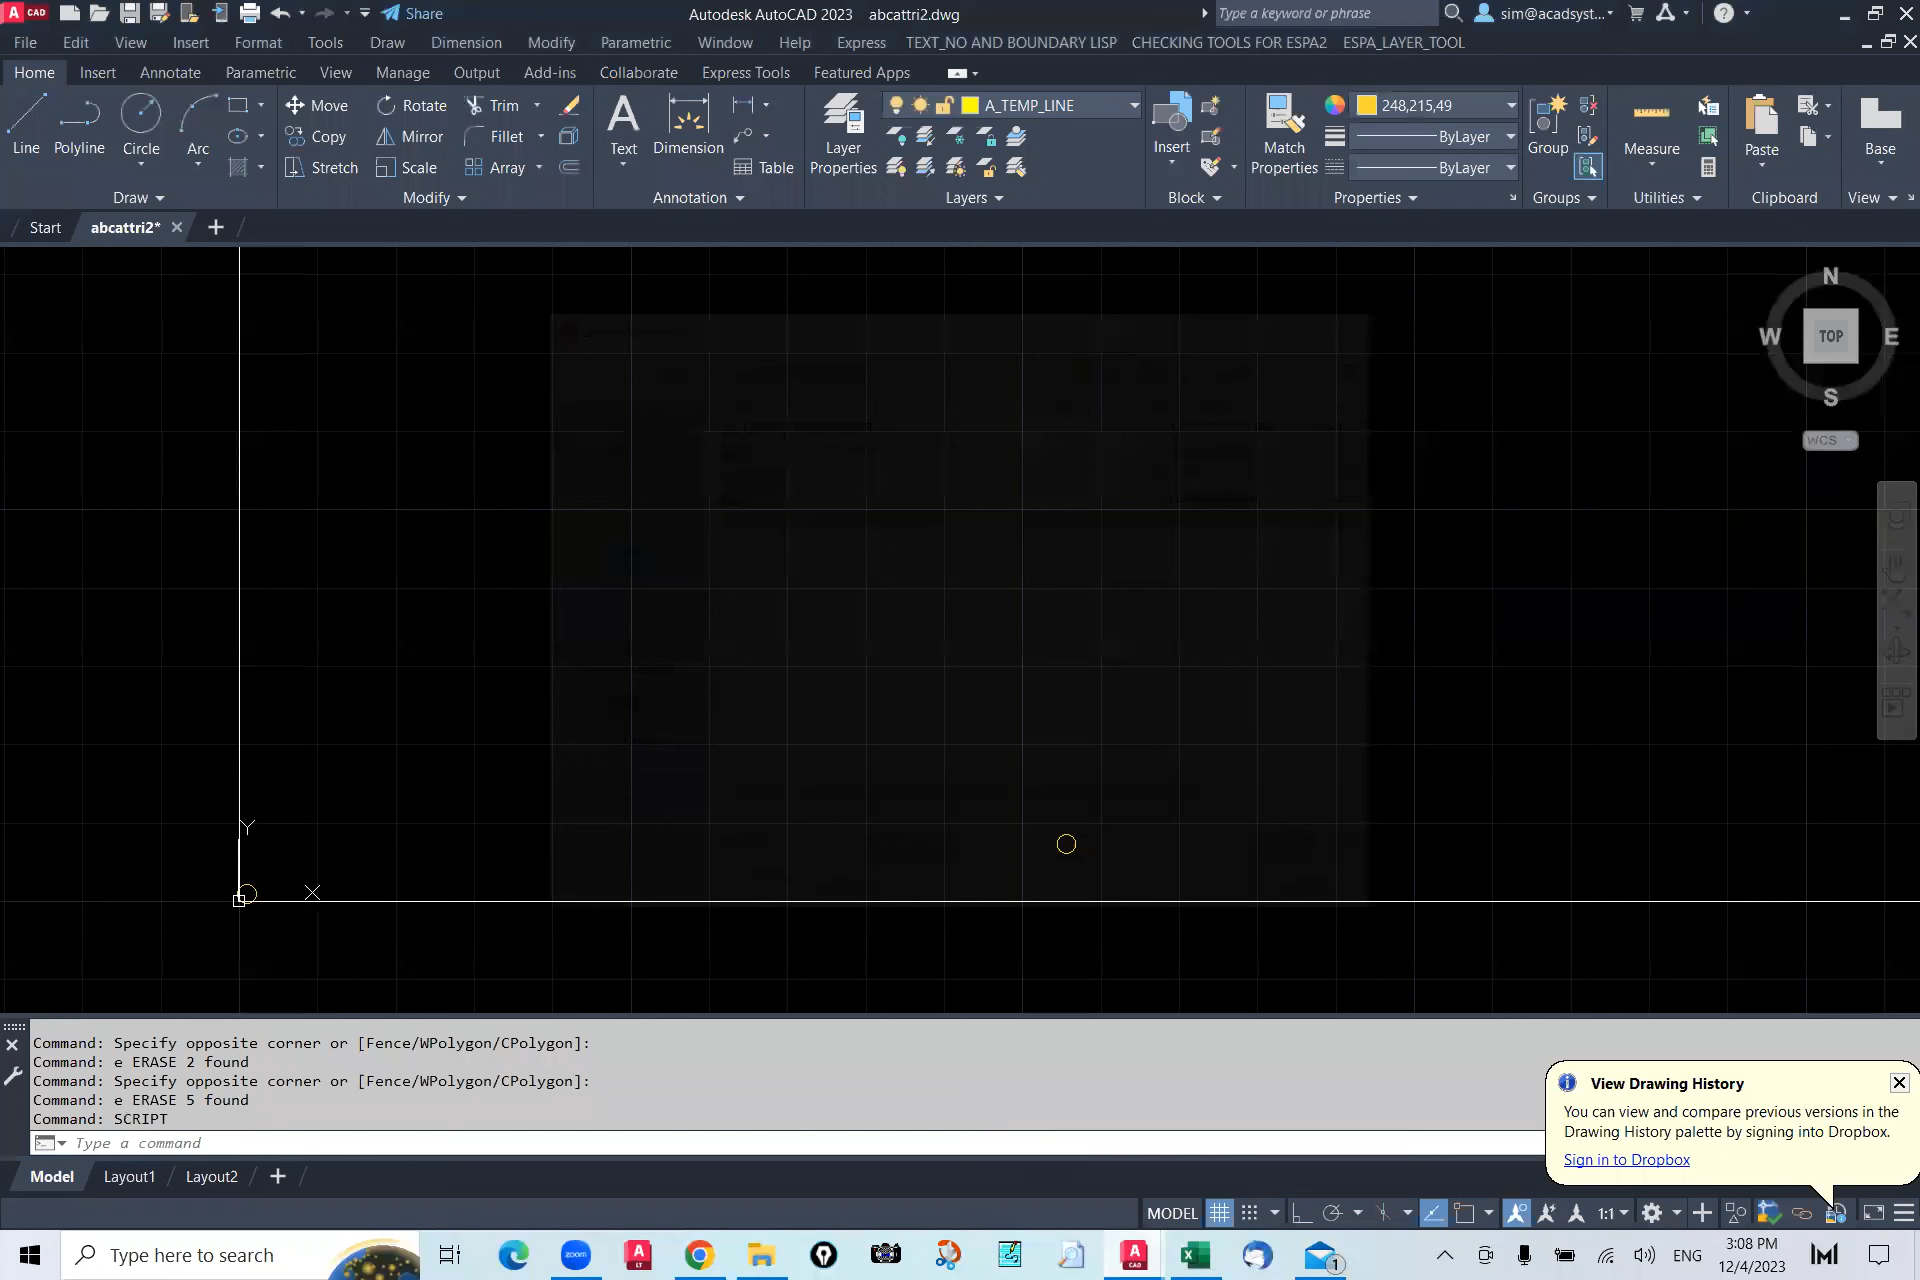 A CAD
Share
Autodesk AutoCAD 2023 abcattri2.dwg
Type a keyword or phrase
sim@acadsyst...
File Edit View Insert Format Tools Draw Dimension Modify Parametric Window Help Express TEXT_NO AND BOUNDARY LISP CHECKING TOOLS FOR ESPA2 ESPA_LAYER_TOOL
Home Insert Annotate Parametric View Manage Output Add-ins Collaborate Express Tools Featured Apps
Move Rotate Trim A_TEMP_LINE 248,215,49
Copy Mirror Fillet ByLayer
Line Polyline Circle Arc Text Dimension Layer Properties Insert Match Properties Group Measure Paste Base
Stretch Scale Array Table ByLayer
Draw Modify Annotation Layers Block Properties Groups Utilities Clipboard View
Start abcattri2*
N
W TOP E
S
WCS
Y
X
Command: Specify opposite corner or [Fence/WPolygon/CPolygon]:
Command: e ERASE 2 found
Command: Specify opposite corner or [Fence/WPolygon/CPolygon]:
Command: e ERASE 5 found
Command: SCRIPT
Type a command
View Drawing History
You can view and compare previous versions in the
Drawing History palette by signing into Dropbox.
Sign in to Dropbox
Model Layout1 Layout2
MODEL 1:1
Type here to search
zoom
A LT
A CAD
1
ENG
3:08 PM
12/4/2023